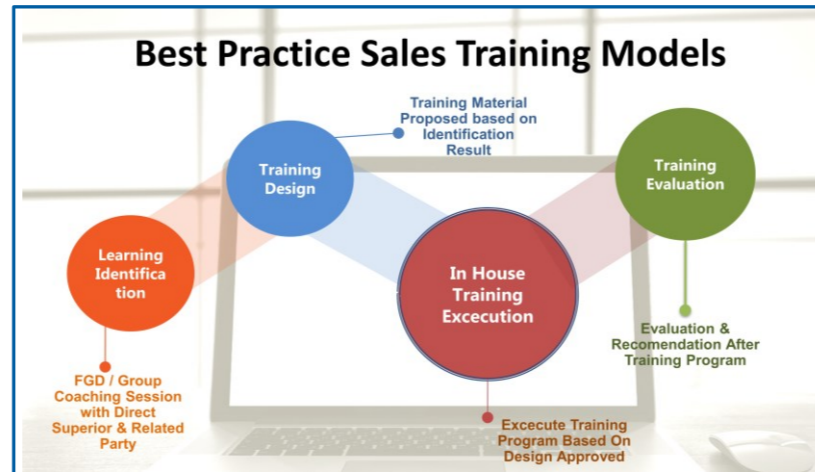 Best Practice Sales Training Models
Training Material
Proposed based on
Identification
Result
Training
Design
Training
Evaluation
Learning
Identifica
tion
In House
Training
Excecution
Evaluation &
Recomendation After
Training Program
FGD / Group
Coaching Session
with Direct
Superior & Related
Party
Excecute Training
Program Based On
Design Approved